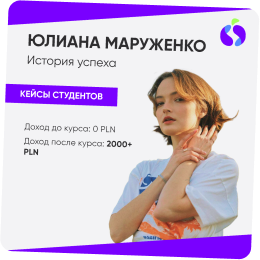 ЮЛИАНА МАРУЖЕНКО
История успеха
КЕЙСЫ СТУДЕНТОВ
Доход до курса: 0 PLN
Доход после курса: 2000+
PLN